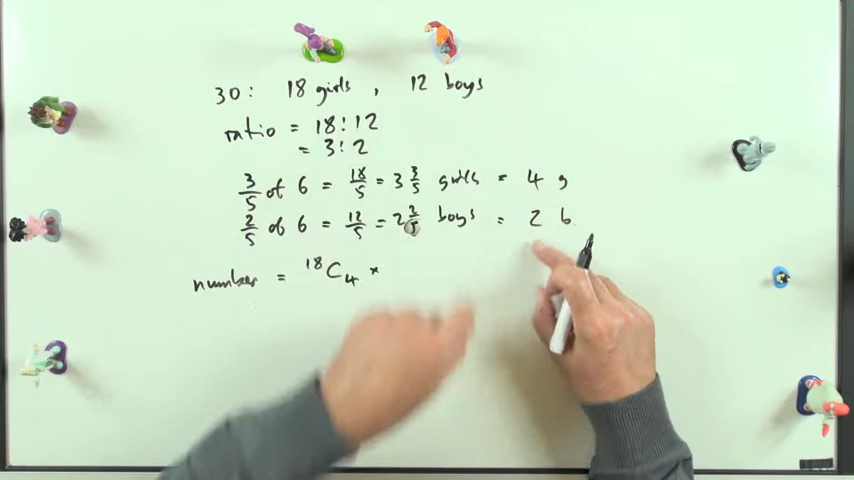 30: 18 girls, 12 boys
ratio = 18:12
= 3:2
3/5 of 6 = 18/5 = 3 3/5 girls = 4 g
2/5 of 6 = 12/5 = 2 2/5 boys = 2 b.
number = ¹⁸C₄ ×